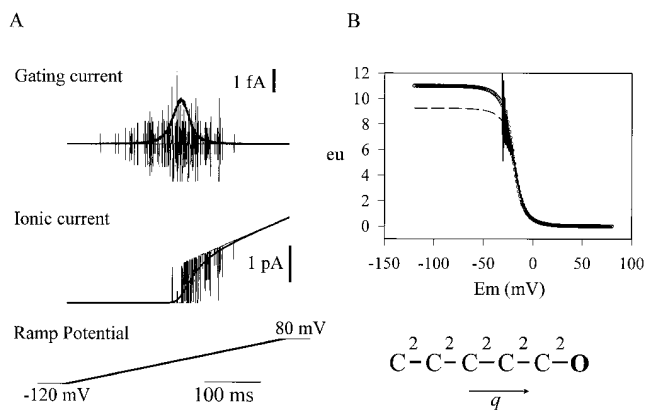 A
Gating current
1 fA
Ionic current
1 pA
Ramp Potential
80 mV
-120 mV
100 ms
B
12
10
8
6
4
2
0
eu
-150 -100 -50 0 50 100
Em (mV)
2 2 2 2 2
C-C-C-C-C-O
q